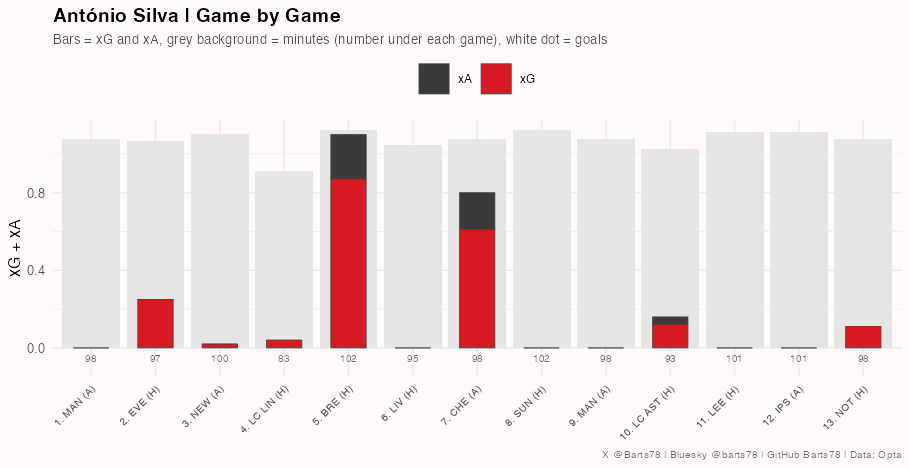 António Silva | Game by Game
Bars = xG and xA, grey background = minutes (number under each game), white dot = goals
xA xG
xG + xA
0.8
0.4
0.0
98 97 100 83 102 95 98 102 98 93 101 101 98
1. MAN (A)
2. EVE (H)
3. NEW (A)
4. LC LIN (H)
5. BRE (H)
6. LIV (H)
7. CHE (A)
8. SUN (H)
9. MAN (A)
10. LC AST (H)
11. LEE (H)
12. IPS (A)
13. NOT (H)
X @Barts78 | Bluesky @barts78 | GitHub Barts78 | Data: Opta